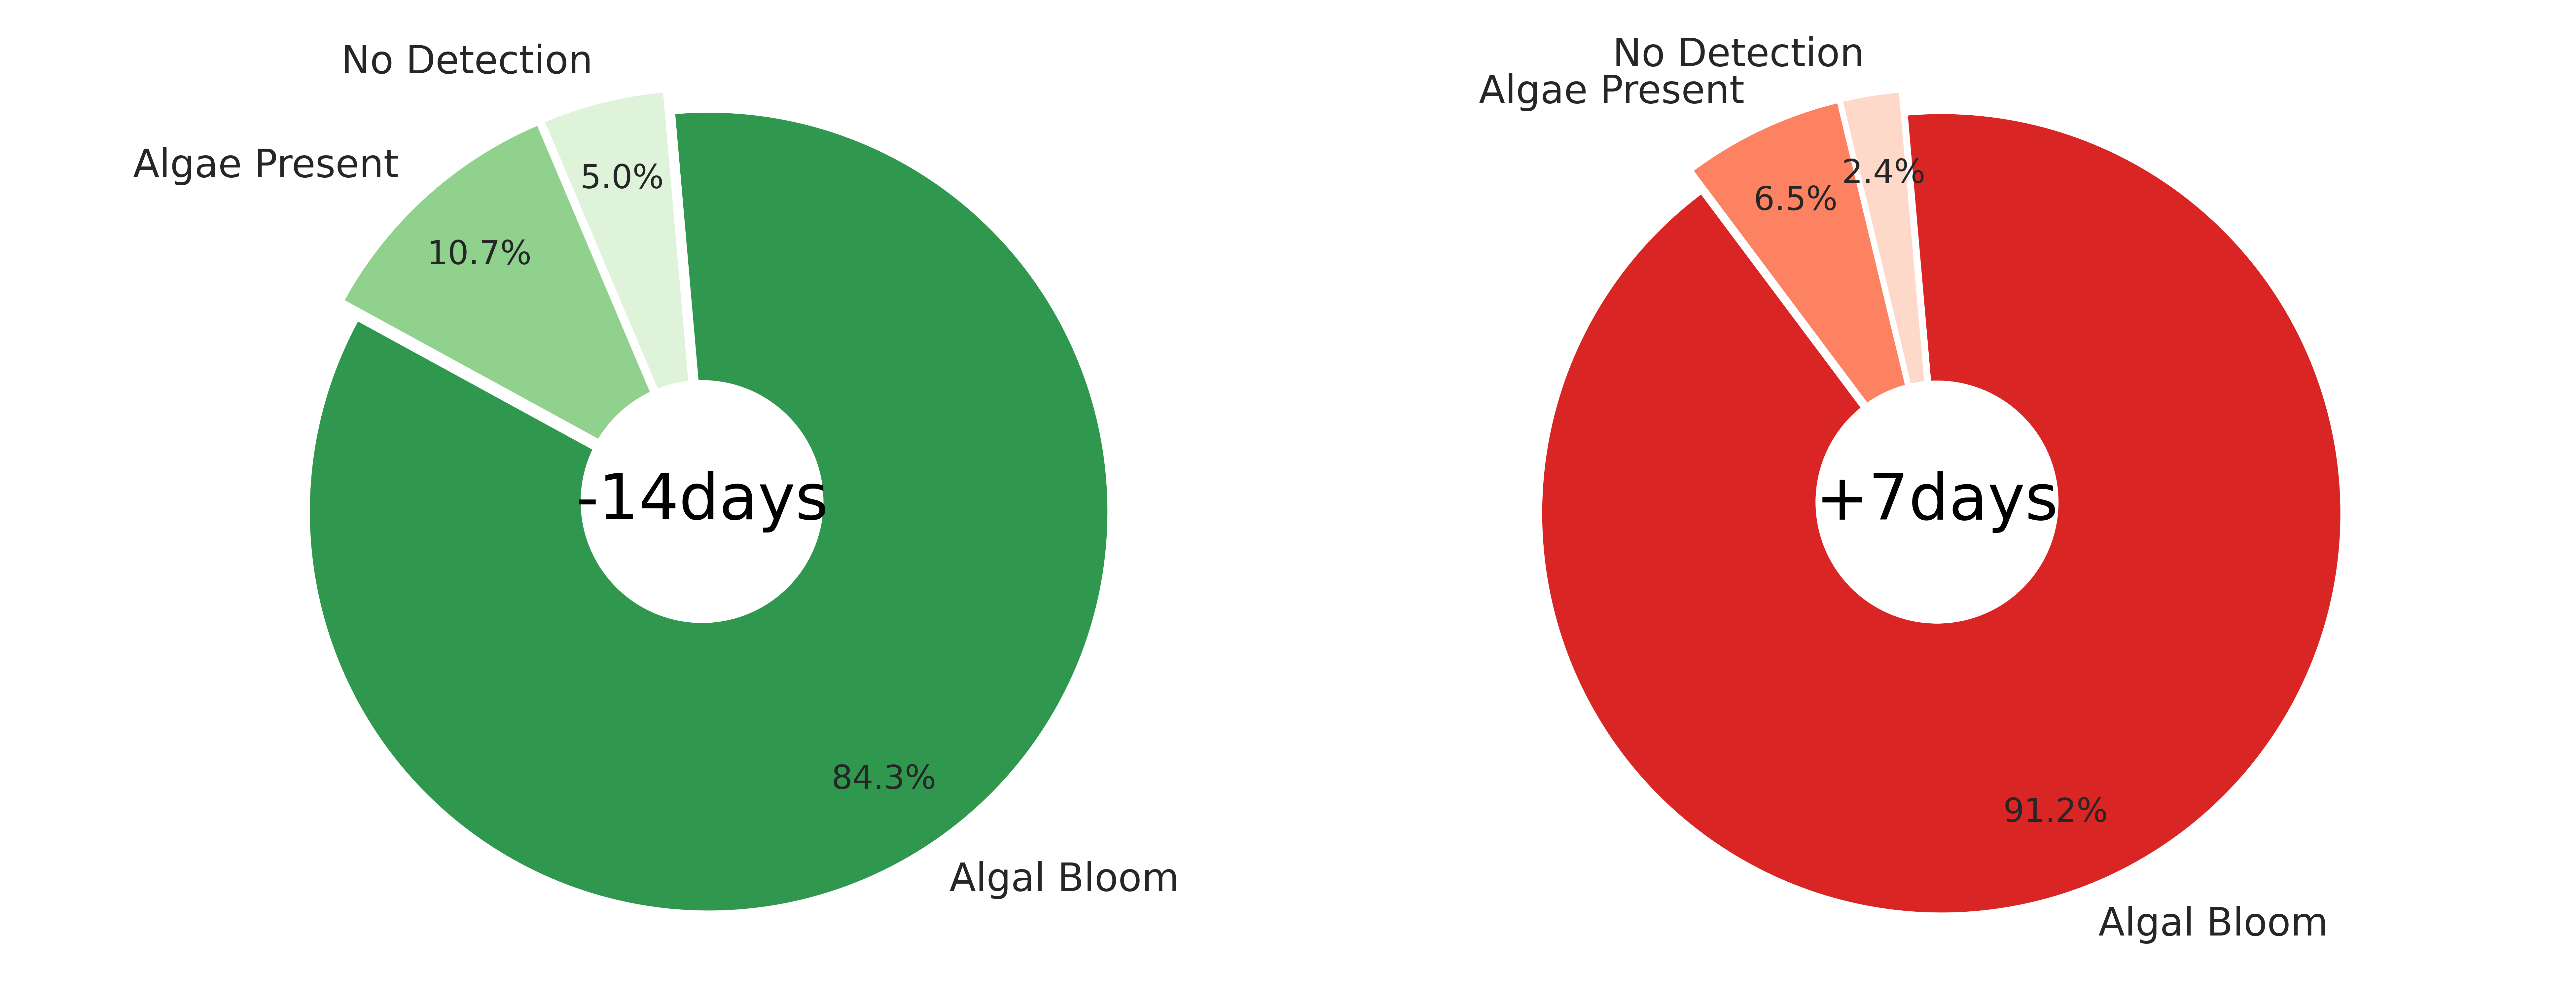 No Detection
Algae Present
5.0%
10.7%
-14days
84.3%
Algal Bloom
No Detection
Algae Present
2.4%
6.5%
+7days
91.2%
Algal Bloom